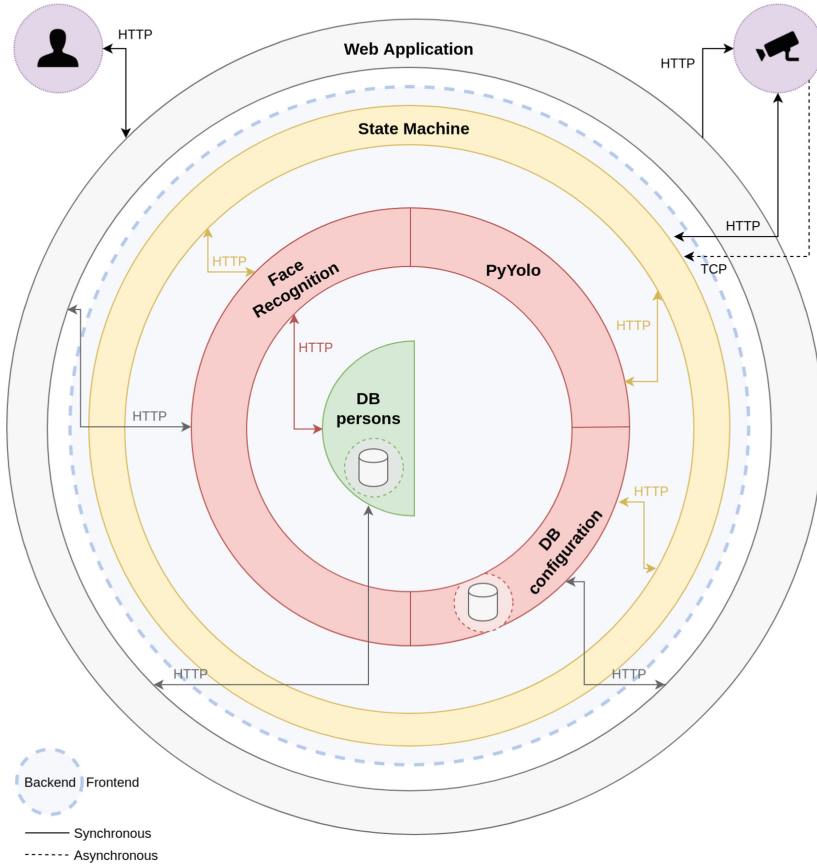 HTTP
Web Application
HTTP
State Machine
HTTP
TCP
HTTP
Face
Recognition
PyYolo
HTTP
HTTP
DB
persons
HTTP
HTTP
DB
configuration
HTTP
HTTP
Backend
Frontend
Synchronous
Asynchronous